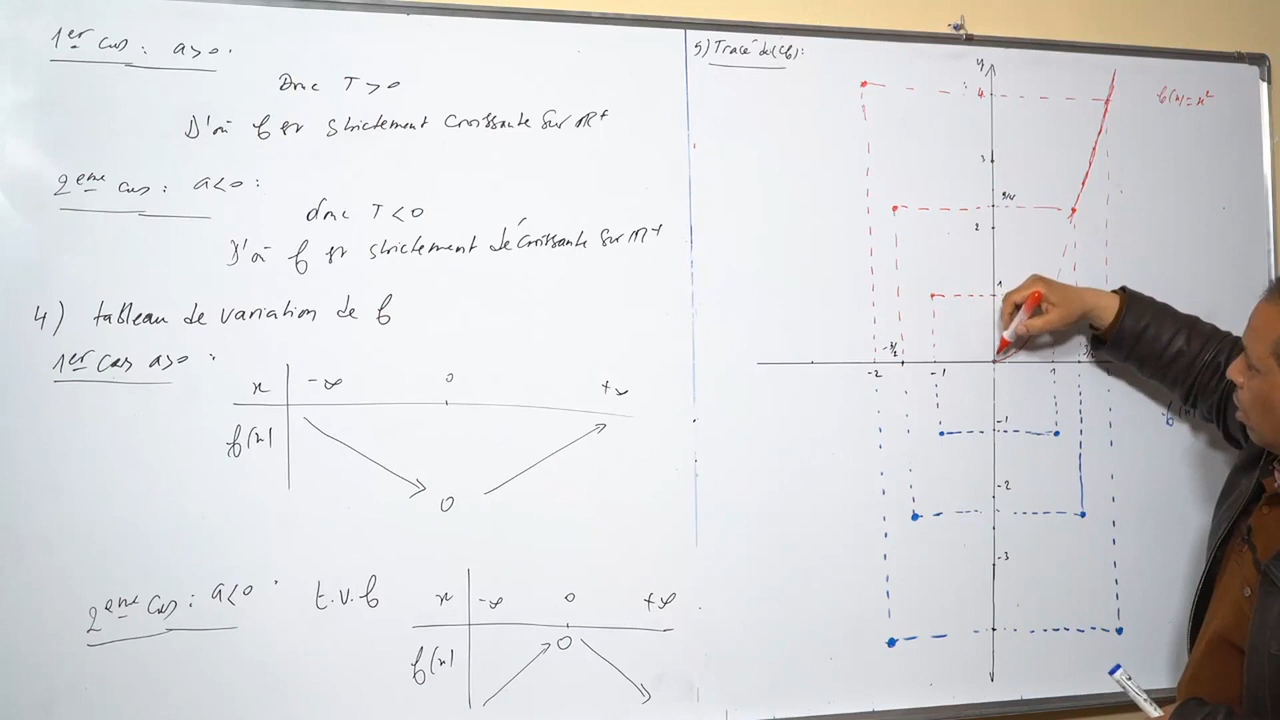 1er cas : a>0.
Donc T>0
D'où f est strictement croissante sur IR+
2ème cas : a<0 :
donc T<0
D'où f est strictement décroissante sur IR+
4) tableau de variation de f
1er cas a>0 :
x -∞ 0 +∞
f(x)
0
2ème cas : a<0 : t.v.f
x -∞ 0 +∞
f(x) 0
5) Tracé de (Cf) :
y
4
f(x)=x²
3
9/4
2
1
-3/2 3/2
-2 -1 1
-1
-2
-3